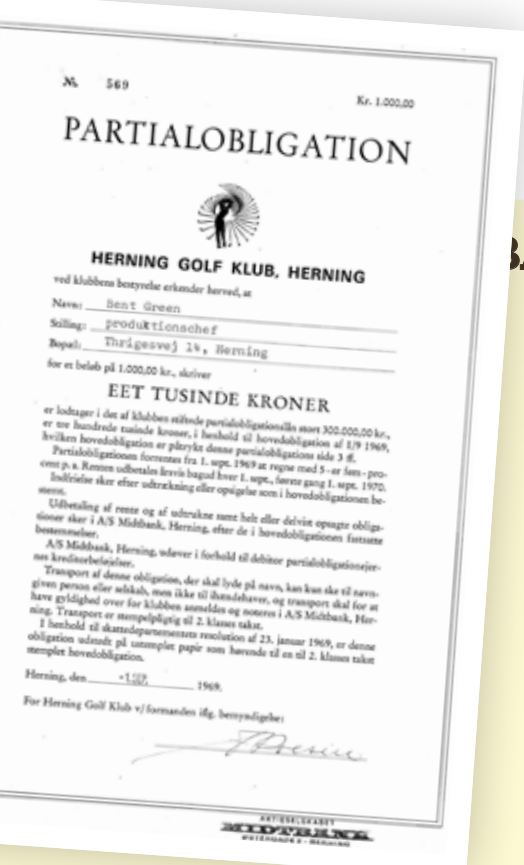 № 569
Kr. 1.000,00
PARTIALOBLIGATION
HERNING GOLF KLUB, HERNING
ved klubbens bestyrelse erkender herved, at
Navn: Bent Green
Stilling: produktionschef
Bopæl: Thrigesvej 14, Herning
for et beløb på 1.000,00 kr., skriver
EET TUSINDE KRONER
er lodtager i det af klubben stiftede partialobligationslån stort 300.000,00 kr.,
er tre hundrede tusinde kroner, i henhold til hovedobligation af 1/9 1969,
hvilken hovedobligation er påtrykt denne partialobligations side 3 ff.
Partialobligationen forrentes fra 1. sept. 1969 at regne med 5 - er fem - pro-
cent p. a. Renten udbetales årsvis bagud hver 1. sept., første gang 1. sept. 1970.
Indfrielse sker efter udtrækning eller opsigelse som i hovedobligationen be-
stemt.
Udbetaling af rente og af udtrukne samt helt eller delvist opsagte obliga-
tioner sker i A/S Midtbank, Herning, efter de i hovedobligationen fastsatte
bestemmelser.
A/S Midtbank, Herning, udøver i forhold til debitor partialobligationejer-
nes kreditorbeføjelser.
Transport af denne obligation, der skal lyde på navn, kan kun ske til navn-
given person eller selskab, men ikke til ihændehaver, og transport skal for at
have gyldighed over for klubben anmeldes og noteres i A/S Midtbank, Her-
ning. Transport er stempelpligtig til 2. klasses takst.
I henhold til skattedepartementets resolution af 23. januar 1969, er denne
obligation udstedt på ustemplet papir som hørende til en til 2. klasses takst
stemplet hovedobligation.
Herning, den 1969.
For Herning Golf Klub v/formanden iflg. bemyndigelse:
AKTIESELSKABET
MIDTBANK
HERNING